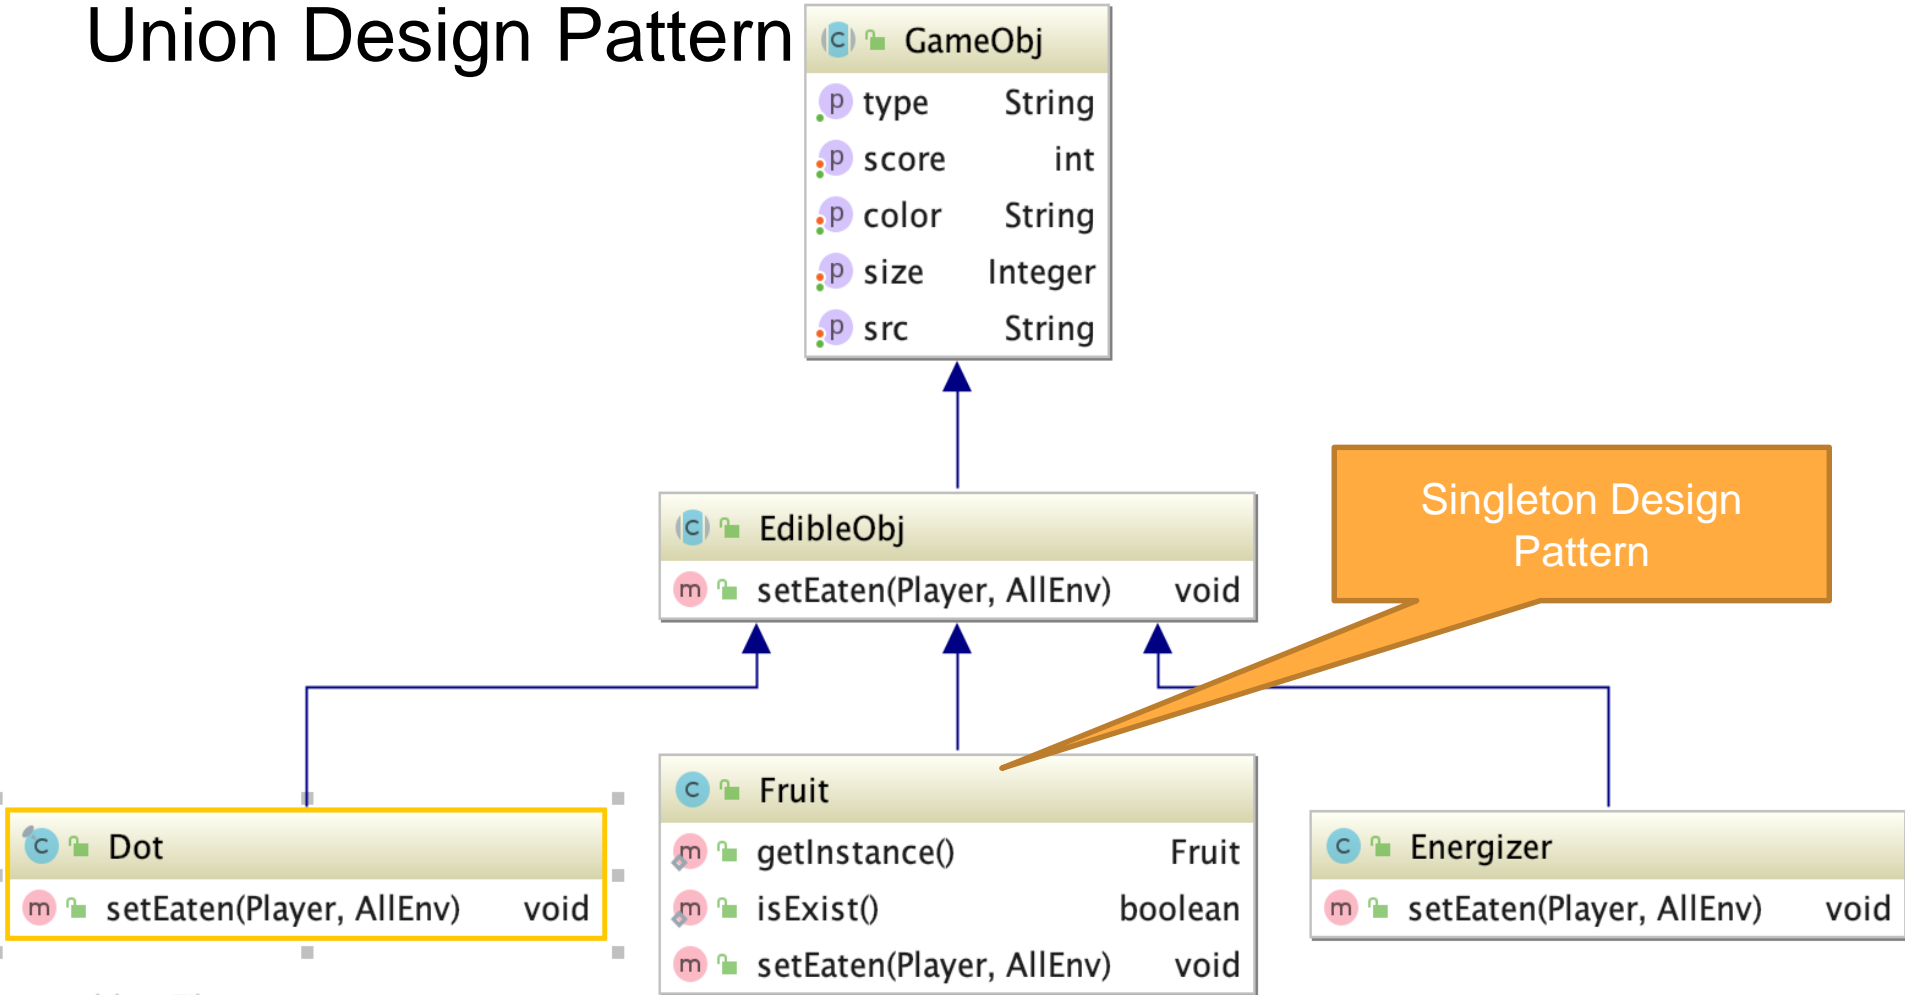 Union Design Pattern
C GameObj
p type String
p score int
p color String
p size Integer
p src String
C EdibleObj
m setEaten(Player, AllEnv) void
Singleton Design
Pattern
C Dot
m setEaten(Player, AllEnv) void
C Fruit
m getInstance() Fruit
m isExist() boolean
m setEaten(Player, AllEnv) void
C Energizer
m setEaten(Player, AllEnv) void